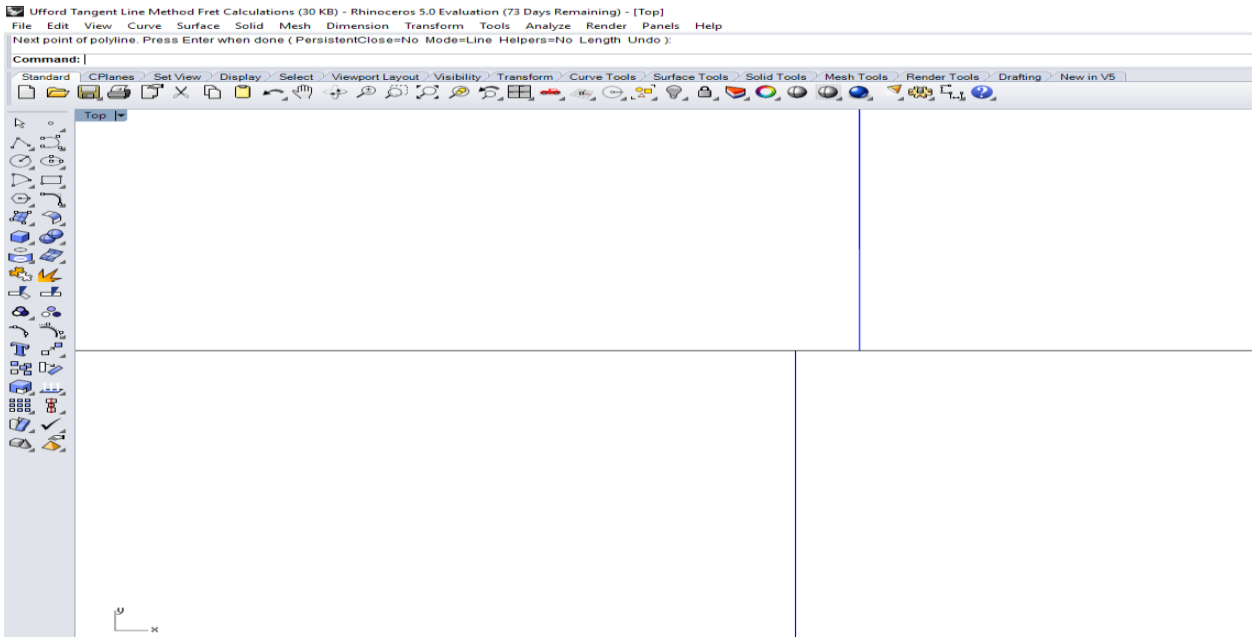 Ufford Tangent Line Method Fret Calculations (30 KB) - Rhinoceros 5.0 Evaluation (73 Days Remaining) - [Top]
File Edit View Curve Surface Solid Mesh Dimension Transform Tools Analyze Render Panels Help
Next point of polyline. Press Enter when done ( PersistentClose=No Mode=Line Helpers=No Length Undo ):
Command:
Standard CPlanes Set View Display Select Viewport Layout Visibility Transform Curve Tools Surface Tools Solid Tools Mesh Tools Render Tools Drafting New in V5
Top
y
x